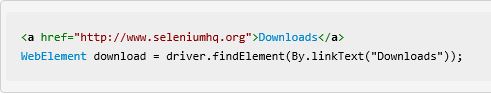 <a href="http://www.seleniumhq.org">Downloads</a>
WebElement download = driver.findElement(By.linkText("Downloads"));